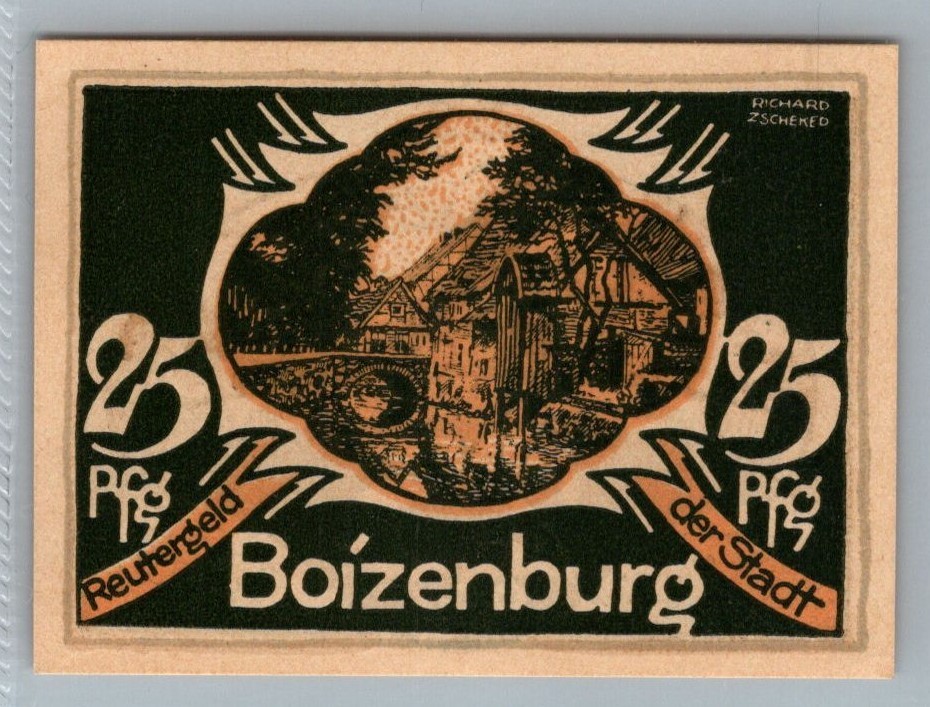 RICHARD
ZSCHEKED
25
Pfg
25
Pfg
Reutergeld
der Stadt
Boizenburg